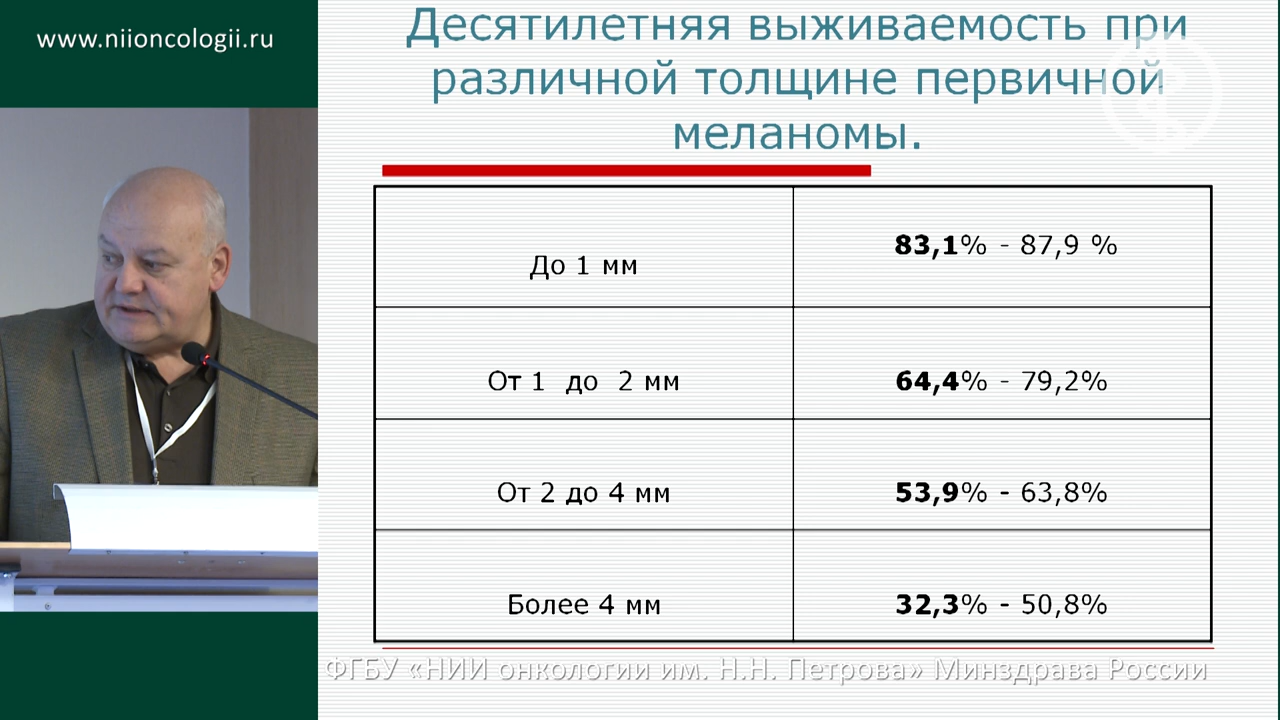 www.niioncologii.ru
Десятилетняя выживаемость при
различной толщине первичной
меланомы.
До 1 мм
83,1% - 87,9 %
От 1 до 2 мм
64,4% - 79,2%
От 2 до 4 мм
53,9% - 63,8%
Более 4 мм
32,3% - 50,8%
ФГБУ «НИИ онкологии им. Н.Н. Петрова» Минздрава России